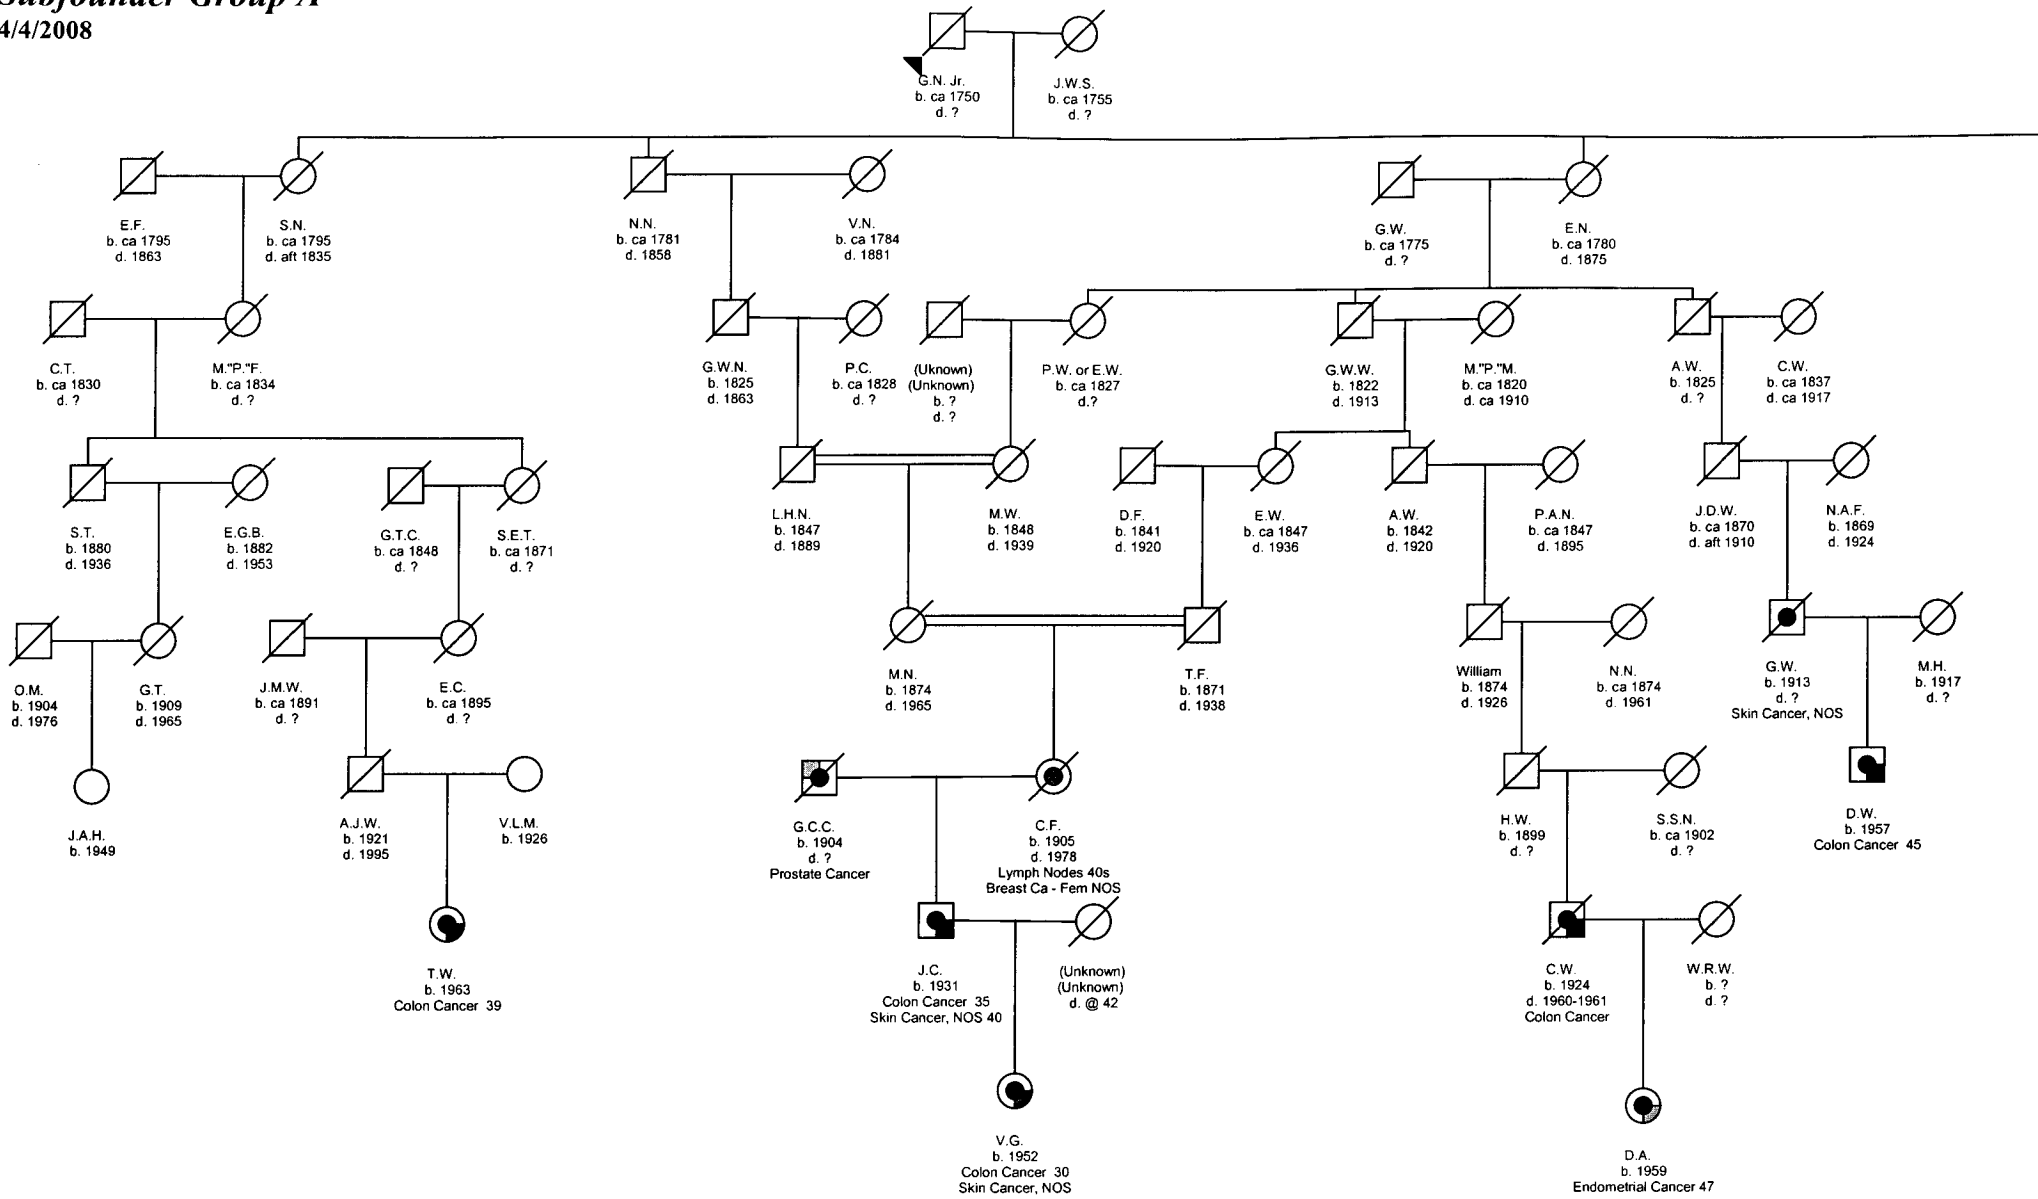 Subfounder Group A
4/4/2008
G.N. Jr.
b. ca 1750
d. ?
J.W.S.
b. ca 1755
d. ?
E.F.
b. ca 1795
d. 1863
S.N.
b. ca 1795
d. aft 1835
N.N.
b. ca 1781
d. 1858
V.N.
b. ca 1784
d. 1881
G.W.
b. ca 1775
d. ?
E.N.
b. ca 1780
d. 1875
C.T.
b. ca 1830
d. ?
M."P."F.
b. ca 1834
d. ?
G.W.N.
b. 1825
d. 1863
P.C.
b. ca 1828
d. ?
(Uknown)
(Unknown)
b. ?
d. ?
P.W. or E.W.
b. ca 1827
d.?
G.W.W.
b. 1822
d. 1913
M."P."M.
b. ca 1820
d. ca 1910
A.W.
b. 1825
d. ?
C.W.
b. ca 1837
d. ca 1917
S.T.
b. 1880
d. 1936
E.G.B.
b. 1882
d. 1953
G.T.C.
b. ca 1848
d. ?
S.E.T.
b. ca 1871
d. ?
L.H.N.
b. 1847
d. 1889
M.W.
b. 1848
d. 1939
D.F.
b. 1841
d. 1920
E.W.
b. ca 1847
d. 1936
A.W.
b. 1842
d. 1920
P.A.N.
b. ca 1847
d. 1895
J.D.W.
b. ca 1870
d. aft 1910
N.A.F.
b. 1869
d. 1924
O.M.
b. 1904
d. 1976
G.T.
b. 1909
d. 1965
J.M.W.
b. ca 1891
d. ?
E.C.
b. ca 1895
d. ?
M.N.
b. 1874
d. 1965
T.F.
b. 1871
d. 1938
William
b. 1874
d. 1926
N.N.
b. ca 1874
d. 1961
G.W.
b. 1913
d. ?
Skin Cancer, NOS
M.H.
b. 1917
d. ?
J.A.H.
b. 1949
A.J.W.
b. 1921
d. 1995
V.L.M.
b. 1926
G.C.C.
b. 1904
d. ?
Prostate Cancer
C.F.
b. 1905
d. 1978
Lymph Nodes 40s
Breast Ca - Fem NOS
H.W.
b. 1899
d. ?
S.S.N.
b. ca 1902
d. ?
D.W.
b. 1957
Colon Cancer 45
T.W.
b. 1963
Colon Cancer 39
J.C.
b. 1931
Colon Cancer 35
Skin Cancer, NOS 40
(Unknown)
(Unknown)
d. @ 42
C.W.
b. 1924
d. 1960-1961
Colon Cancer
W.R.W.
b. ?
d. ?
V.G.
b. 1952
Colon Cancer 30
Skin Cancer, NOS
D.A.
b. 1959
Endometrial Cancer 47